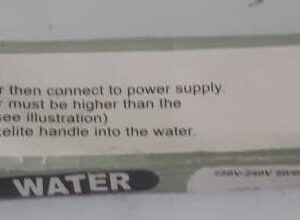 r then connect to power supply.
r must be higher than the
see illustration)
kelite handle into the water.
WATER